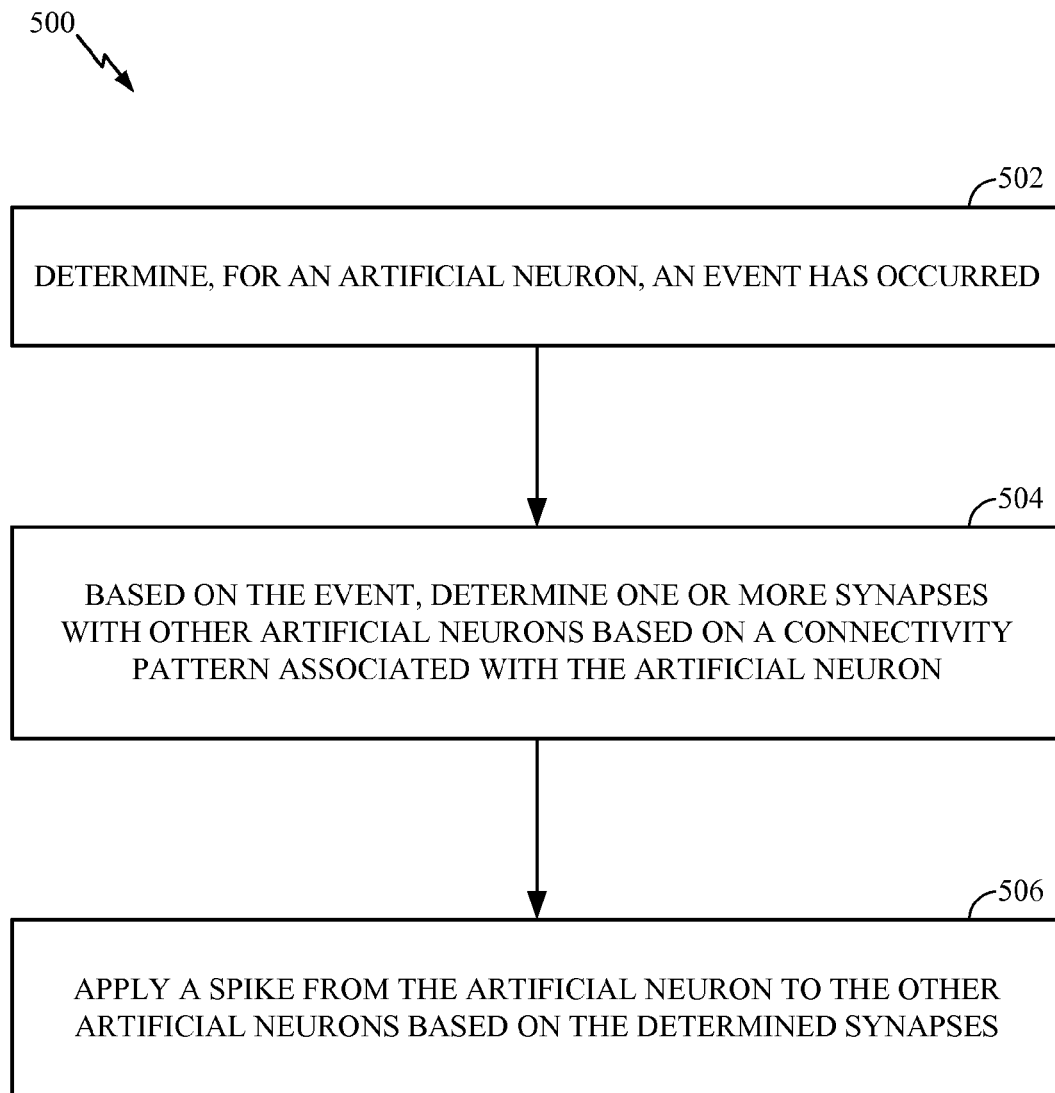 500
502
DETERMINE, FOR AN ARTIFICIAL NEURON, AN EVENT HAS OCCURRED
504
BASED ON THE EVENT, DETERMINE ONE OR MORE SYNAPSES
WITH OTHER ARTIFICIAL NEURONS BASED ON A CONNECTIVITY
PATTERN ASSOCIATED WITH THE ARTIFICIAL NEURON
506
APPLY A SPIKE FROM THE ARTIFICIAL NEURON TO THE OTHER
ARTIFICIAL NEURONS BASED ON THE DETERMINED SYNAPSES